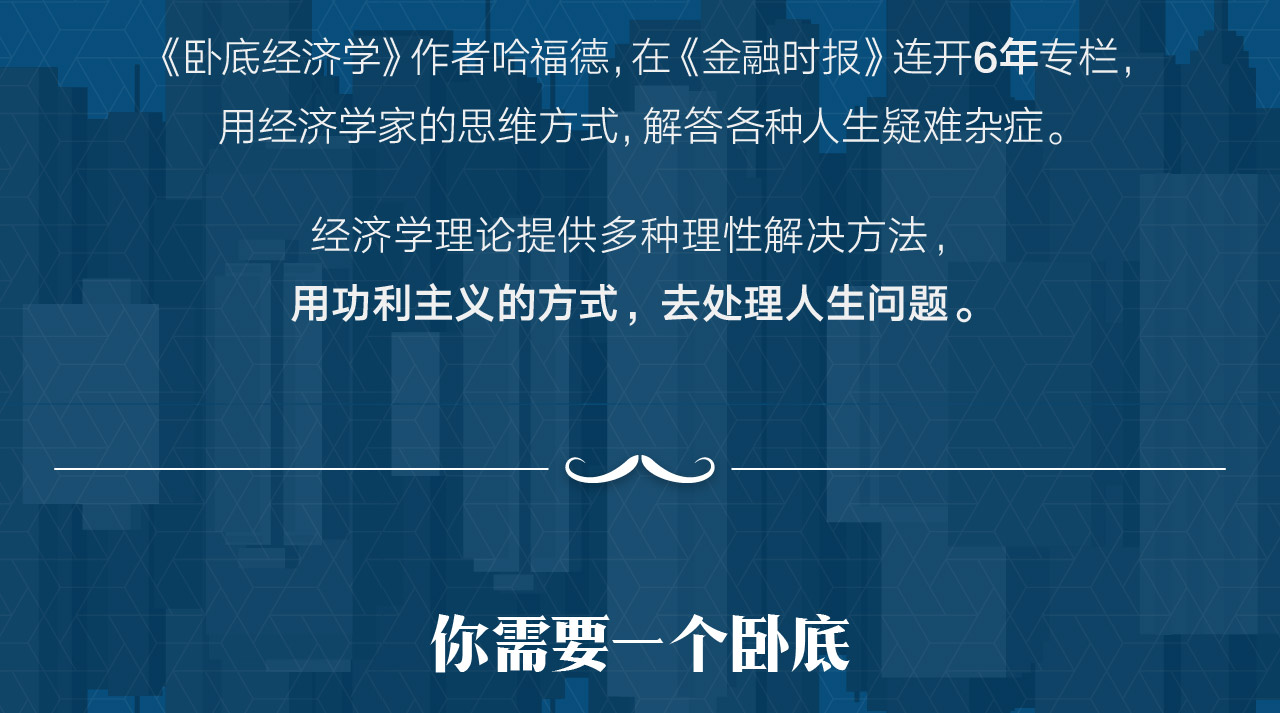 《卧底经济学》作者哈福德，在《金融时报》连开6年专栏，
用经济学家的思维方式，解答各种人生疑难杂症。
经济学理论提供多种理性解决方法，
用功利主义的方式，去处理人生问题。
你需要一个卧底